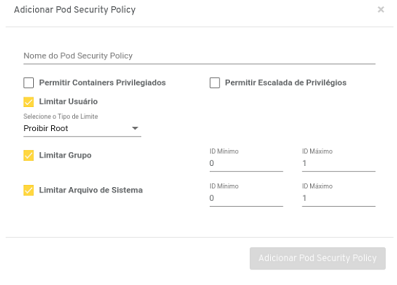 Adicionar Pod Security Policy ×
Nome do Pod Security Policy
Permitir Containers Privilegiados Permitir Escalada de Privilégios
Limitar Usuário
Selecione o Tipo de Limite
Proibir Root
Limitar Grupo
ID Mínimo ID Máximo
0 1
Limitar Arquivo de Sistema
ID Mínimo ID Máximo
0 1
Adicionar Pod Security Policy